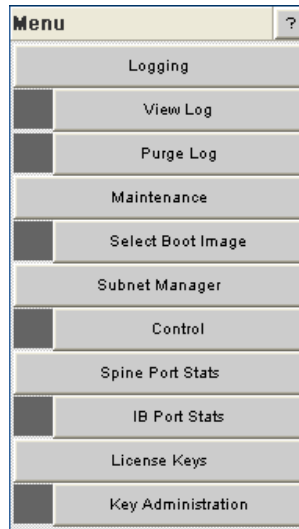 Menu ?
Logging
View Log
Purge Log
Maintenance
Select Boot Image
Subnet Manager
Control
Spine Port Stats
IB Port Stats
License Keys
Key Administration